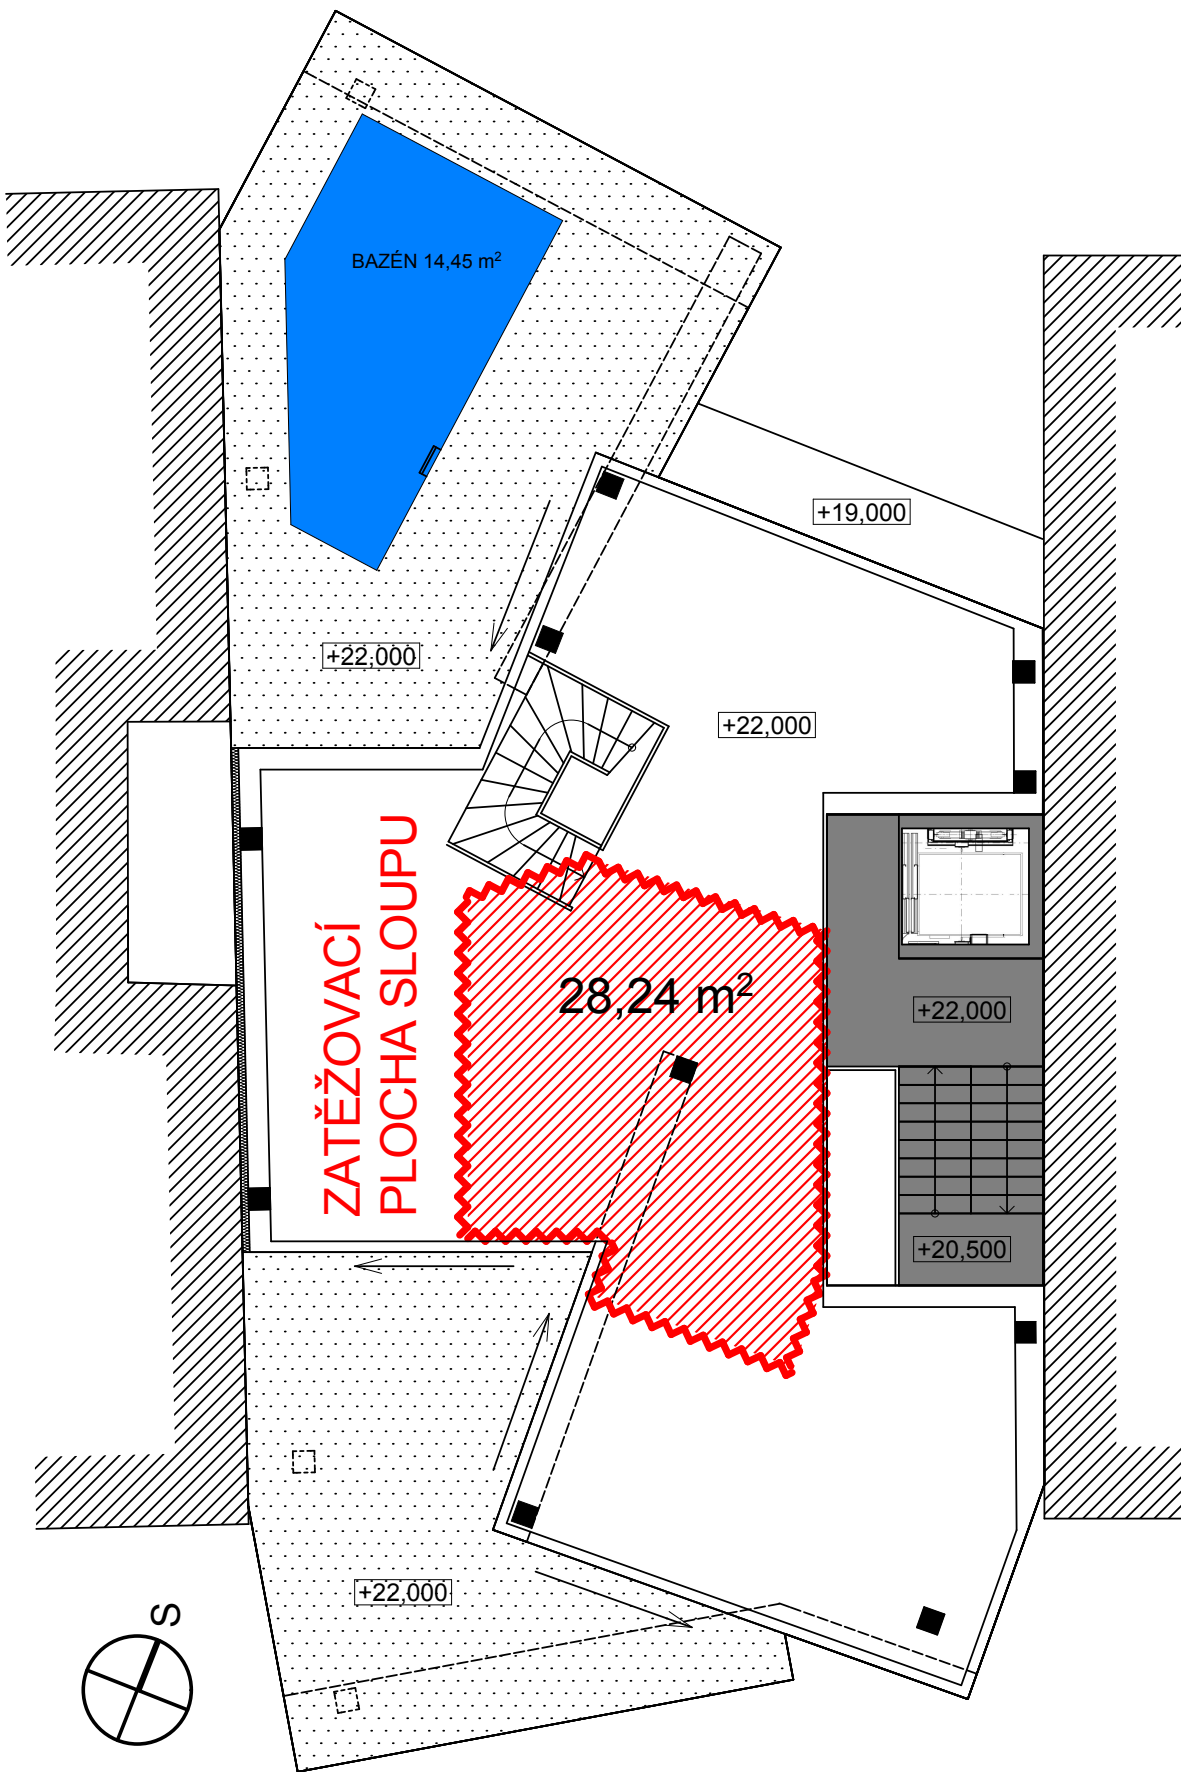 BAZÉN 14,45 m²
+19,000
+22,000
+22,000
ZATĚŽOVACÍ
PLOCHA SLOUPU
28,24 m²
+22,000
+20,500
+22,000
S